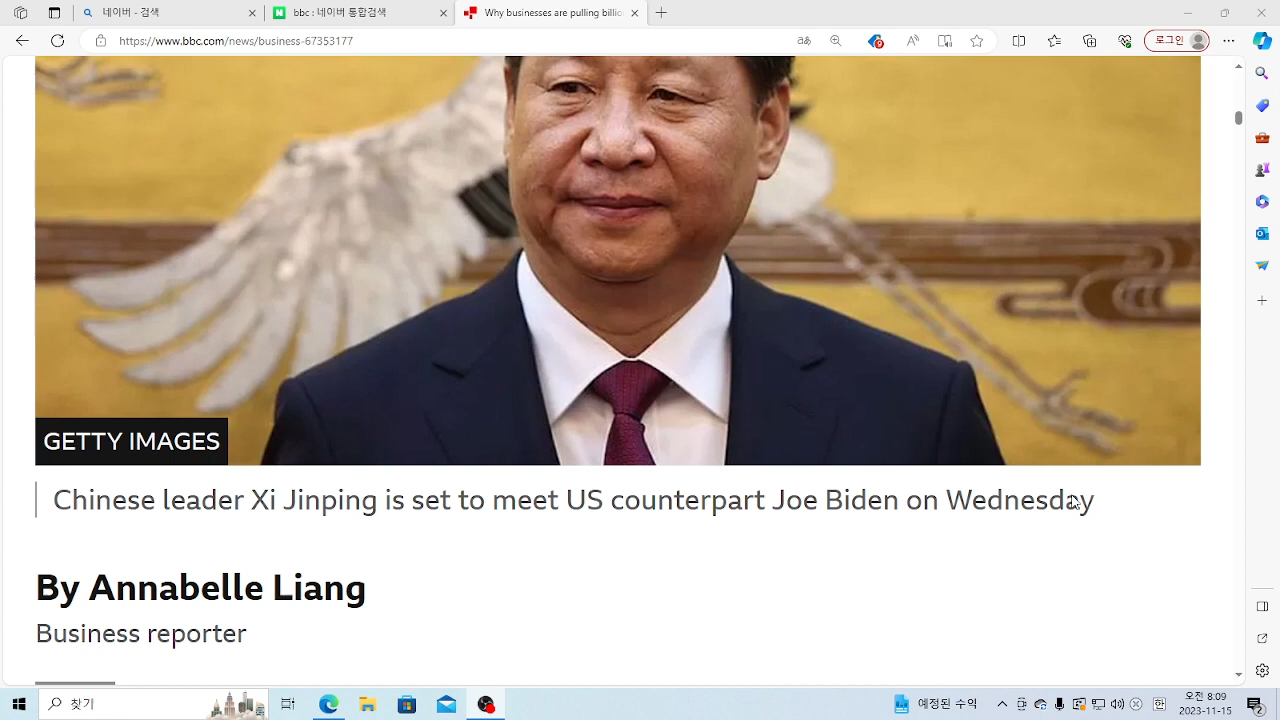 네이버 - 검색
bbc : 네이버 통합검색
Why businesses are pulling billio
https://www.bbc.com/news/business-67353177
로그인
GETTY IMAGES
Chinese leader Xi Jinping is set to meet US counterpart Joe Biden on Wednesday
By Annabelle Liang
Business reporter
찾기
예정된 수익
오전 8:09
2023-11-15